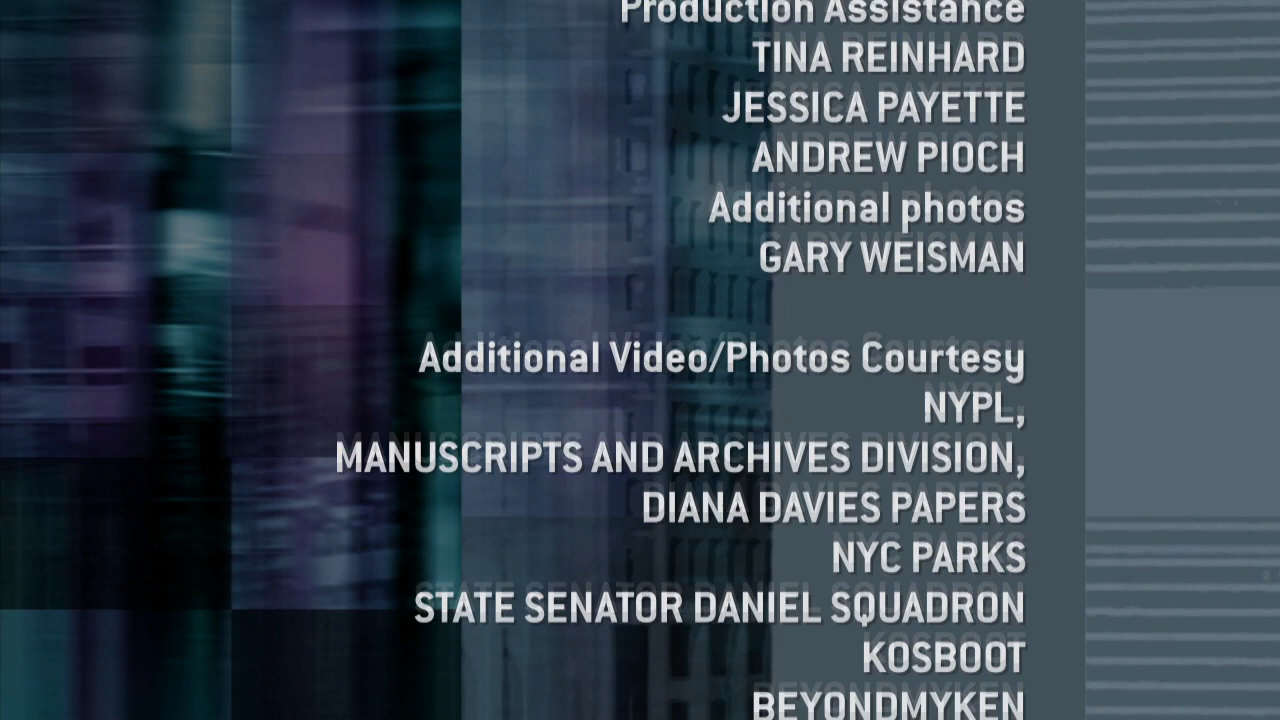 Production Assistance
TINA REINHARD
JESSICA PAYETTE
ANDREW PIOCH
Additional photos
GARY WEISMAN
Additional Video/Photos Courtesy
NYPL,
MANUSCRIPTS AND ARCHIVES DIVISION,
DIANA DAVIES PAPERS
NYC PARKS
STATE SENATOR DANIEL SQUADRON
KOSBOOT
BEYONDMYKEN